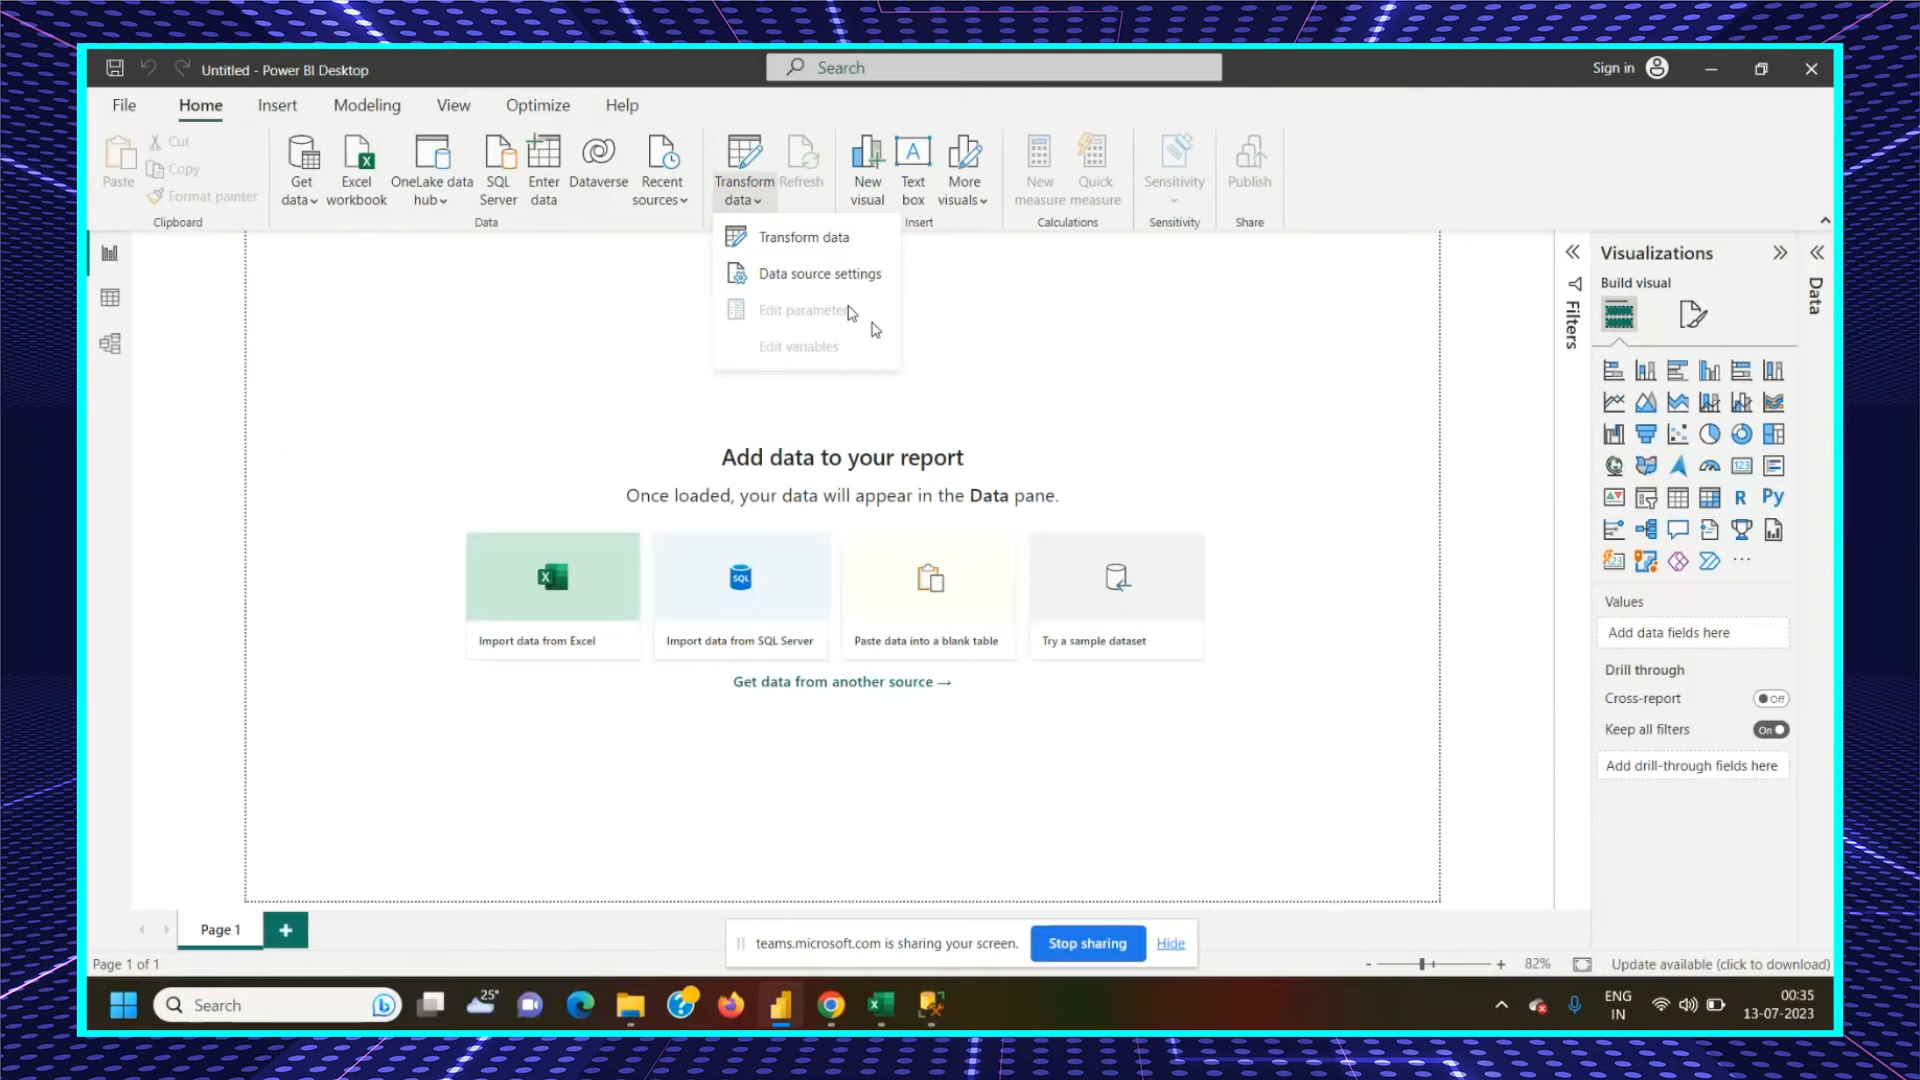 Untitled - Power BI Desktop
Search
Sign in
File Home Insert Modeling View Optimize Help
Paste
Cut
Copy
Format painter
Clipboard
Get data
Excel workbook
OneLake data hub
SQL Server
Enter data
Dataverse
Recent sources
Data
Transform data
Refresh
New visual
Text box
More visuals
Insert
New measure
Quick measure
Calculations
Sensitivity
Sensitivity
Publish
Share
Transform data
Data source settings
Edit parameter
Edit variables
Add data to your report
Once loaded, your data will appear in the Data pane.
SQL
Import data from Excel
Import data from SQL Server
Paste data into a blank table
Try a sample dataset
Get data from another source →
Filters
Visualizations
Build visual
123
R
Py
Values
Add data fields here
Drill through
Cross-report
Off
Keep all filters
On
Add drill-through fields here
Data
Page 1
teams.microsoft.com is sharing your screen.
Stop sharing
Hide
Page 1 of 1
- + 82%
Update available (click to download)
Search
25°
ENG
IN
00:35
13-07-2023